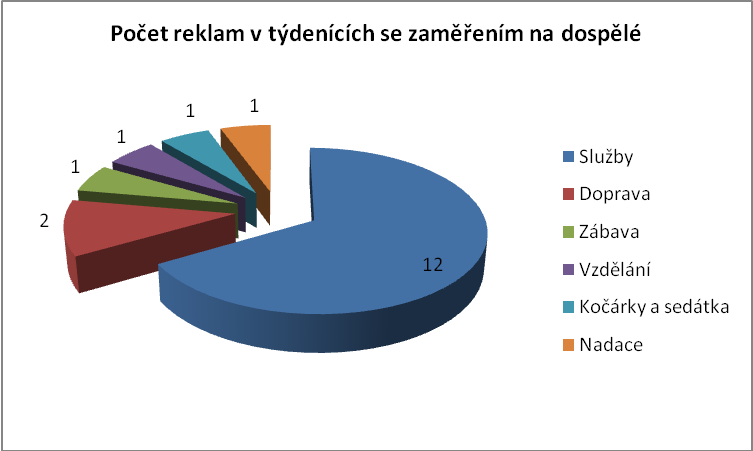 Počet reklam v týdenících se zaměřením na dospělé
1
1
1
1
2
12
Služby
Doprava
Zábava
Vzdělání
Kočárky a sedátka
Nadace